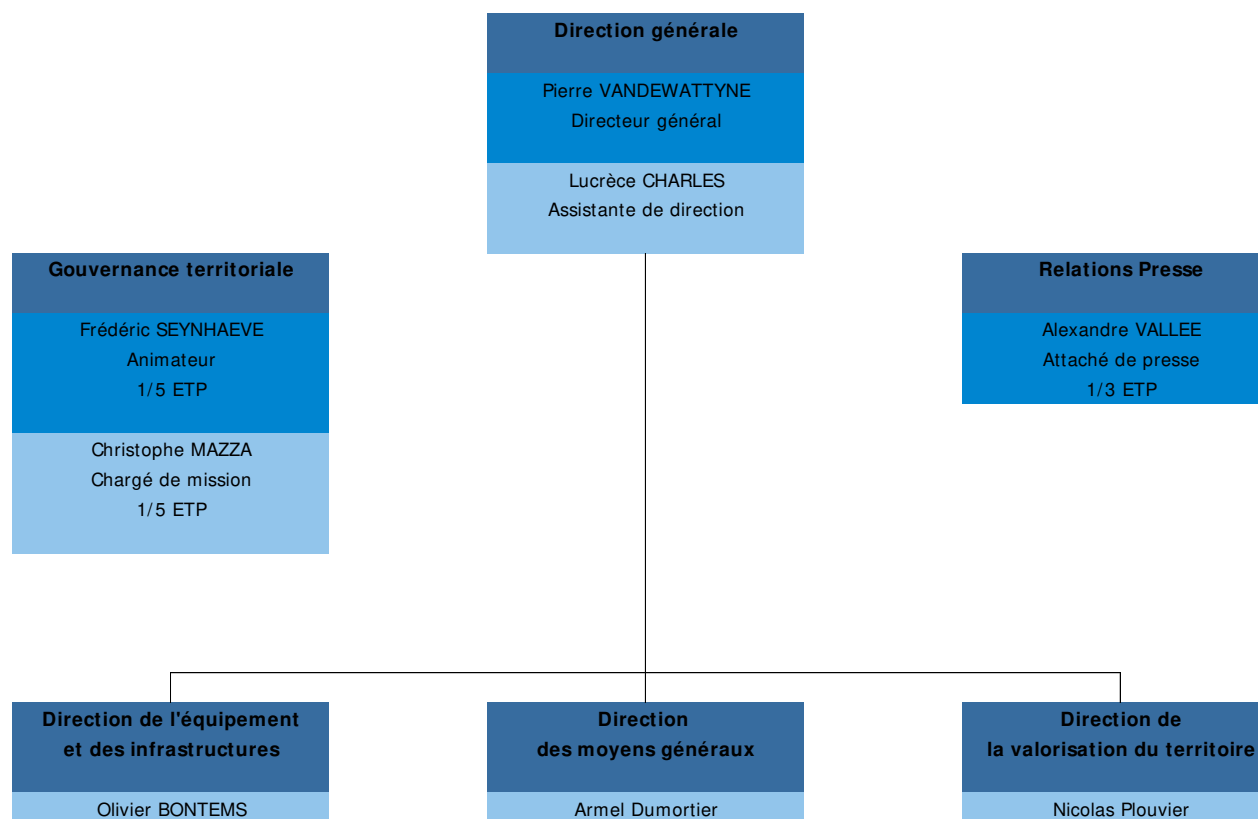 Direction générale
Pierre VANDEWATTYNE
Directeur général
Lucrèce CHARLES
Assistante de direction
Gouvernance territoriale
Frédéric SEYNHAEVE
Animateur
1/5 ETP
Christophe MAZZA
Chargé de mission
1/5 ETP
Relations Presse
Alexandre VALLEE
Attaché de presse
1/3 ETP
Direction de l'équipement
et des infrastructures
Olivier BONTEMS
Direction
des moyens généraux
Armel Dumortier
Direction de
la valorisation du territoire
Nicolas Plouvier